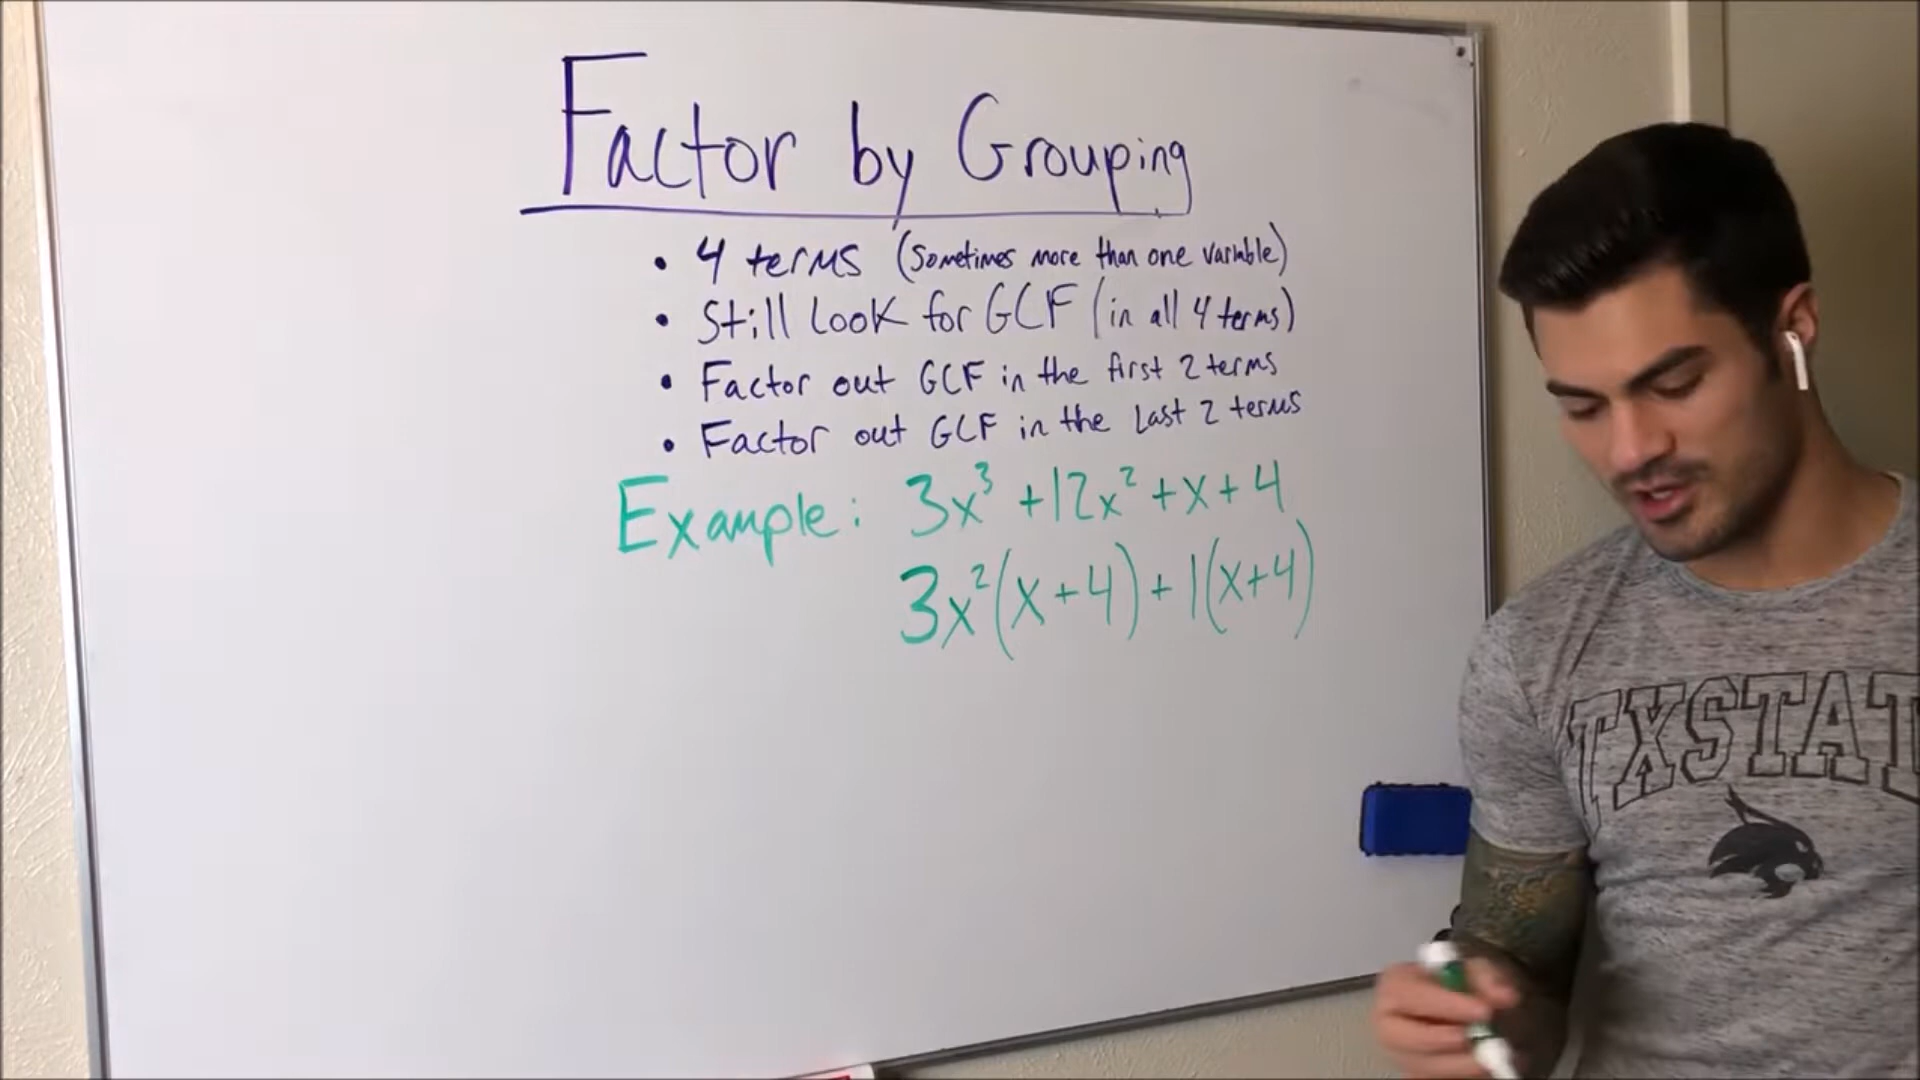 Factor by Grouping
• 4 terms (Sometimes more than one variable)
• Still Look for GCF (in all 4 terms)
• Factor out GCF in the first 2 terms
• Factor out GCF in the Last 2 terms
Example: 3x³ + 12x² + x + 4
3x²(x + 4) + 1(x + 4)
TXSTAT